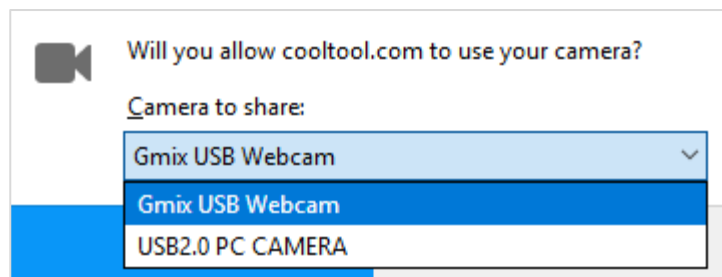 Will you allow cooltool.com to use your camera?
Camera to share:
Gmix USB Webcam
Gmix USB Webcam
USB2.0 PC CAMERA